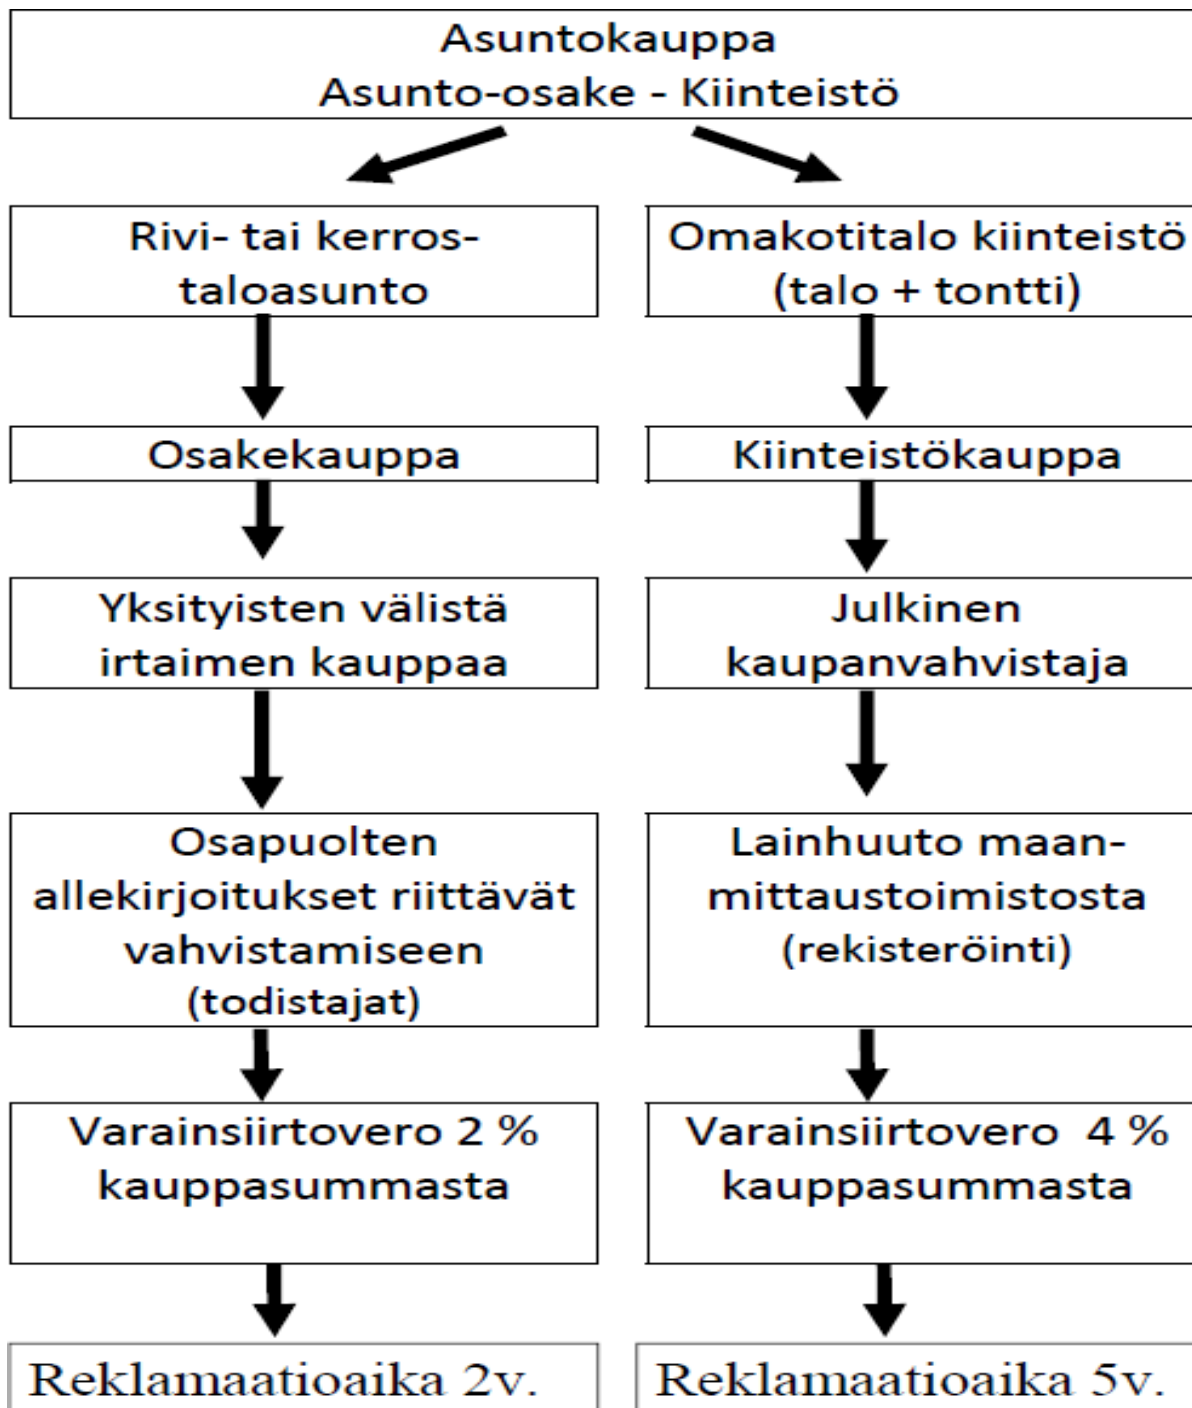 Asuntokauppa
Asunto-osake - Kiinteistö
Rivi- tai kerros-
taloasunto
Omakotitalo kiinteistö
(talo + tontti)
Osakekauppa
Kiinteistökauppa
Yksityisten välistä
irtaimen kauppaa
Julkinen
kaupanvahvistaja
Osapuolten
allekirjoitukset riittävät
vahvistamiseen
(todistajat)
Lainhuuto maan-
mittaustoimistosta
(rekisteröinti)
Varainsiirtovero 2 %
kauppasummasta
Varainsiirtovero 4 %
kauppasummasta
Reklamaatioaika 2v.
Reklamaatioaika 5v.